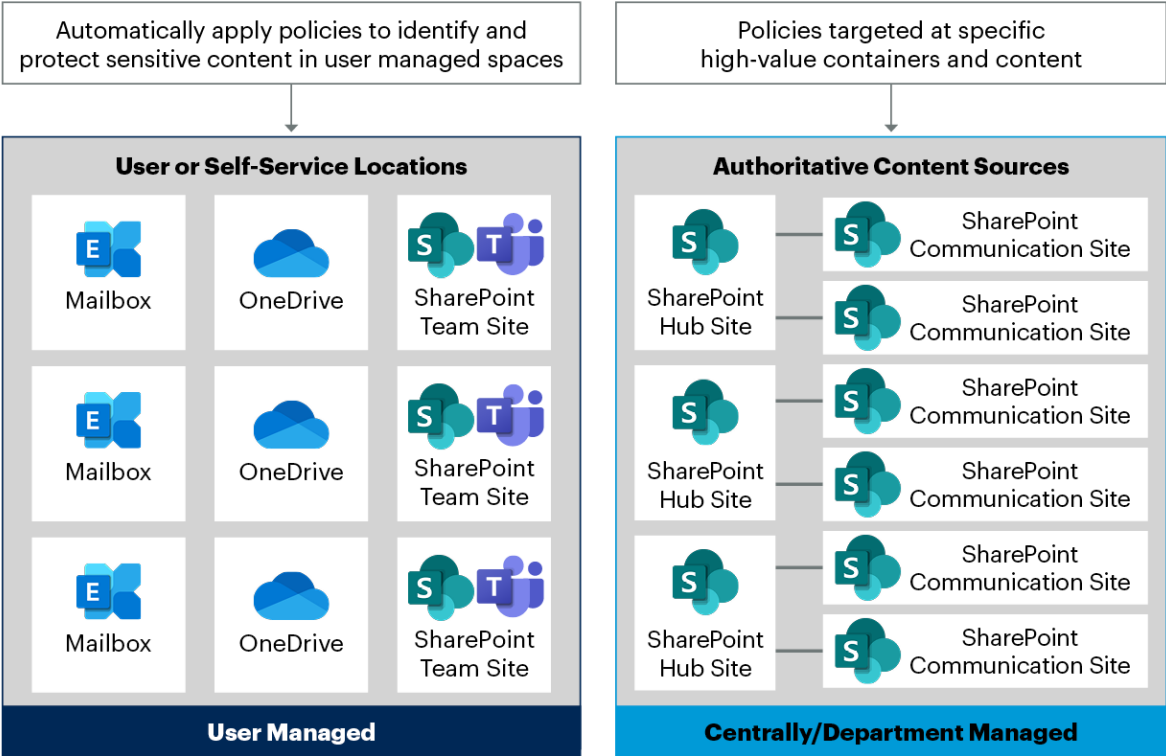 Automatically apply policies to identify and
protect sensitive content in user managed spaces
User or Self-Service Locations
E
Mailbox
OneDrive
S T
SharePoint
Team Site
E
Mailbox
OneDrive
S T
SharePoint
Team Site
E
Mailbox
OneDrive
S T
SharePoint
Team Site
User Managed
Policies targeted at specific
high-value containers and content
Authoritative Content Sources
S
SharePoint
Hub Site
S
SharePoint
Communication Site
S
SharePoint
Communication Site
S
SharePoint
Hub Site
S
SharePoint
Communication Site
S
SharePoint
Communication Site
S
SharePoint
Hub Site
S
SharePoint
Communication Site
S
SharePoint
Communication Site
Centrally/Department Managed